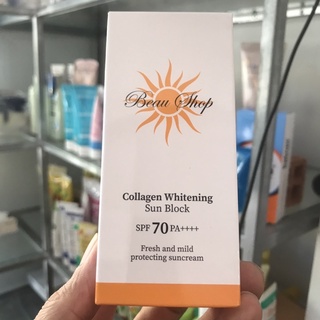 Beau Shop
Collagen Whitening
Sun Block
SPF 70 PA++++
Fresh and mild
protecting suncream